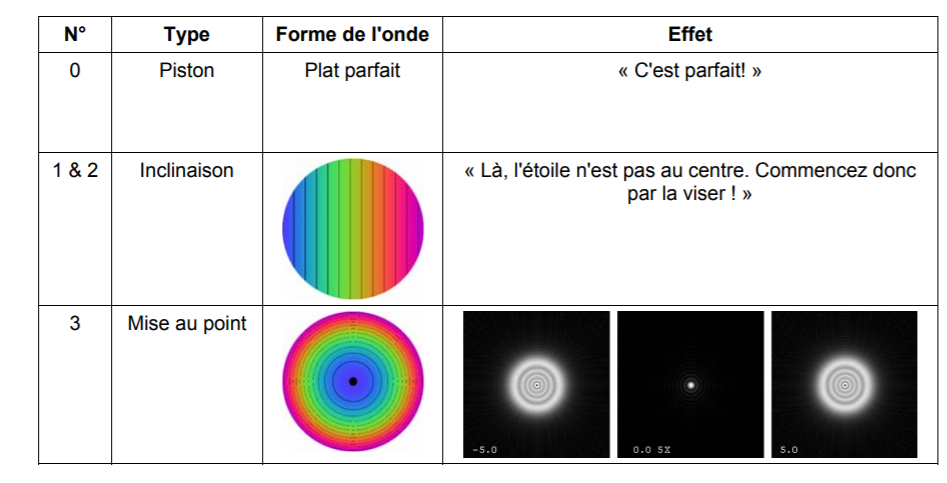 N° Type Forme de l'onde Effet
0 Piston Plat parfait « C'est parfait! »
1 & 2 Inclinaison « Là, l'étoile n'est pas au centre. Commencez donc
par la viser ! »
3 Mise au point
-5.0 0.0 5X 5.0